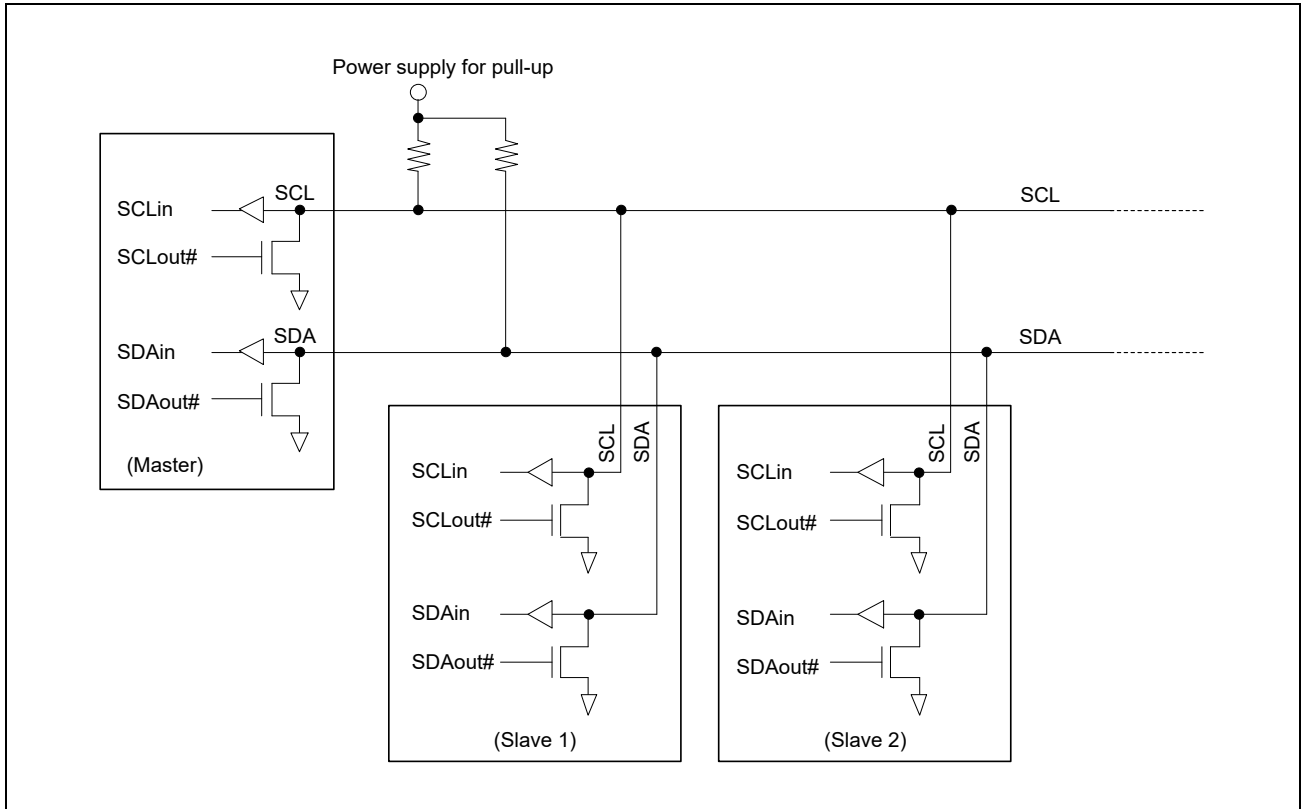 Power supply for pull-up
SCL
SCLin
SCLout#
SDA
SDAin
SDAout#
(Master)
SCL
SDA
SCL
SDA
SCLin
SCLout#
SDAin
SDAout#
(Slave 1)
SCL
SDA
SCLin
SCLout#
SDAin
SDAout#
(Slave 2)